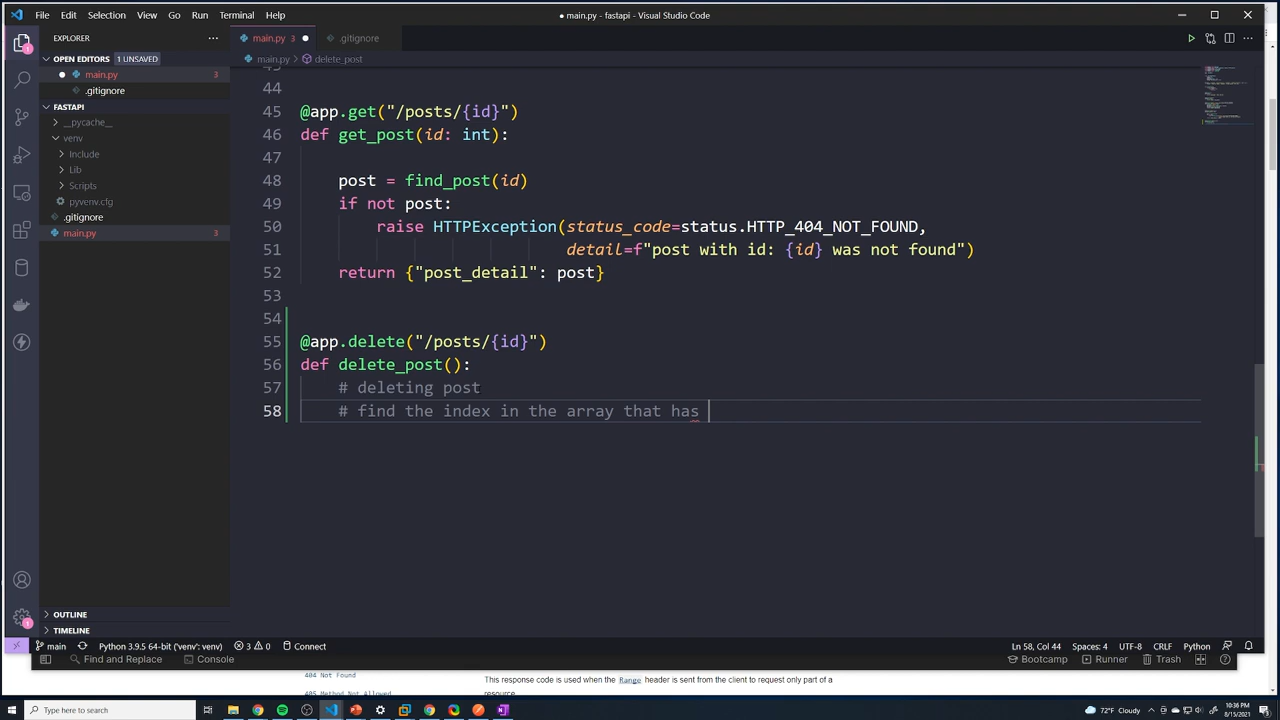 File Edit Selection View Go Run Terminal Help
● main.py - fastapi - Visual Studio Code
EXPLORER
OPEN EDITORS 1 UNSAVED
main.py 3
.gitignore
FASTAPI
__pycache__
venv
Include
Lib
Scripts
pyvenv.cfg
.gitignore
main.py
OUTLINE
TIMELINE
main.py 3 ● .gitignore
main.py > delete_post
44
45 @app.get("/posts/{id}")
46 def get_post(id: int):
47
48 post = find_post(id)
49 if not post:
50 raise HTTPException(status_code=status.HTTP_404_NOT_FOUND,
51 detail=f"post with id: {id} was not found")
52 return {"post_detail": post}
53
54
55 @app.delete("/posts/{id}")
56 def delete_post():
57 # deleting post
58 # find the index in the array that has
main Python 3.9.5 64-bit ('venv': venv) 3 0 Connect Ln 58, Col 44 Spaces: 4 UTF-8 CRLF Python
Find and Replace Console Bootcamp Runner Trash
404 Not Found This response code is used when the Range header is sent from the client to request only part of a
405 Method Not Allowed resource.
Type here to search
72°F Cloudy 10:36 PM
8/15/2021